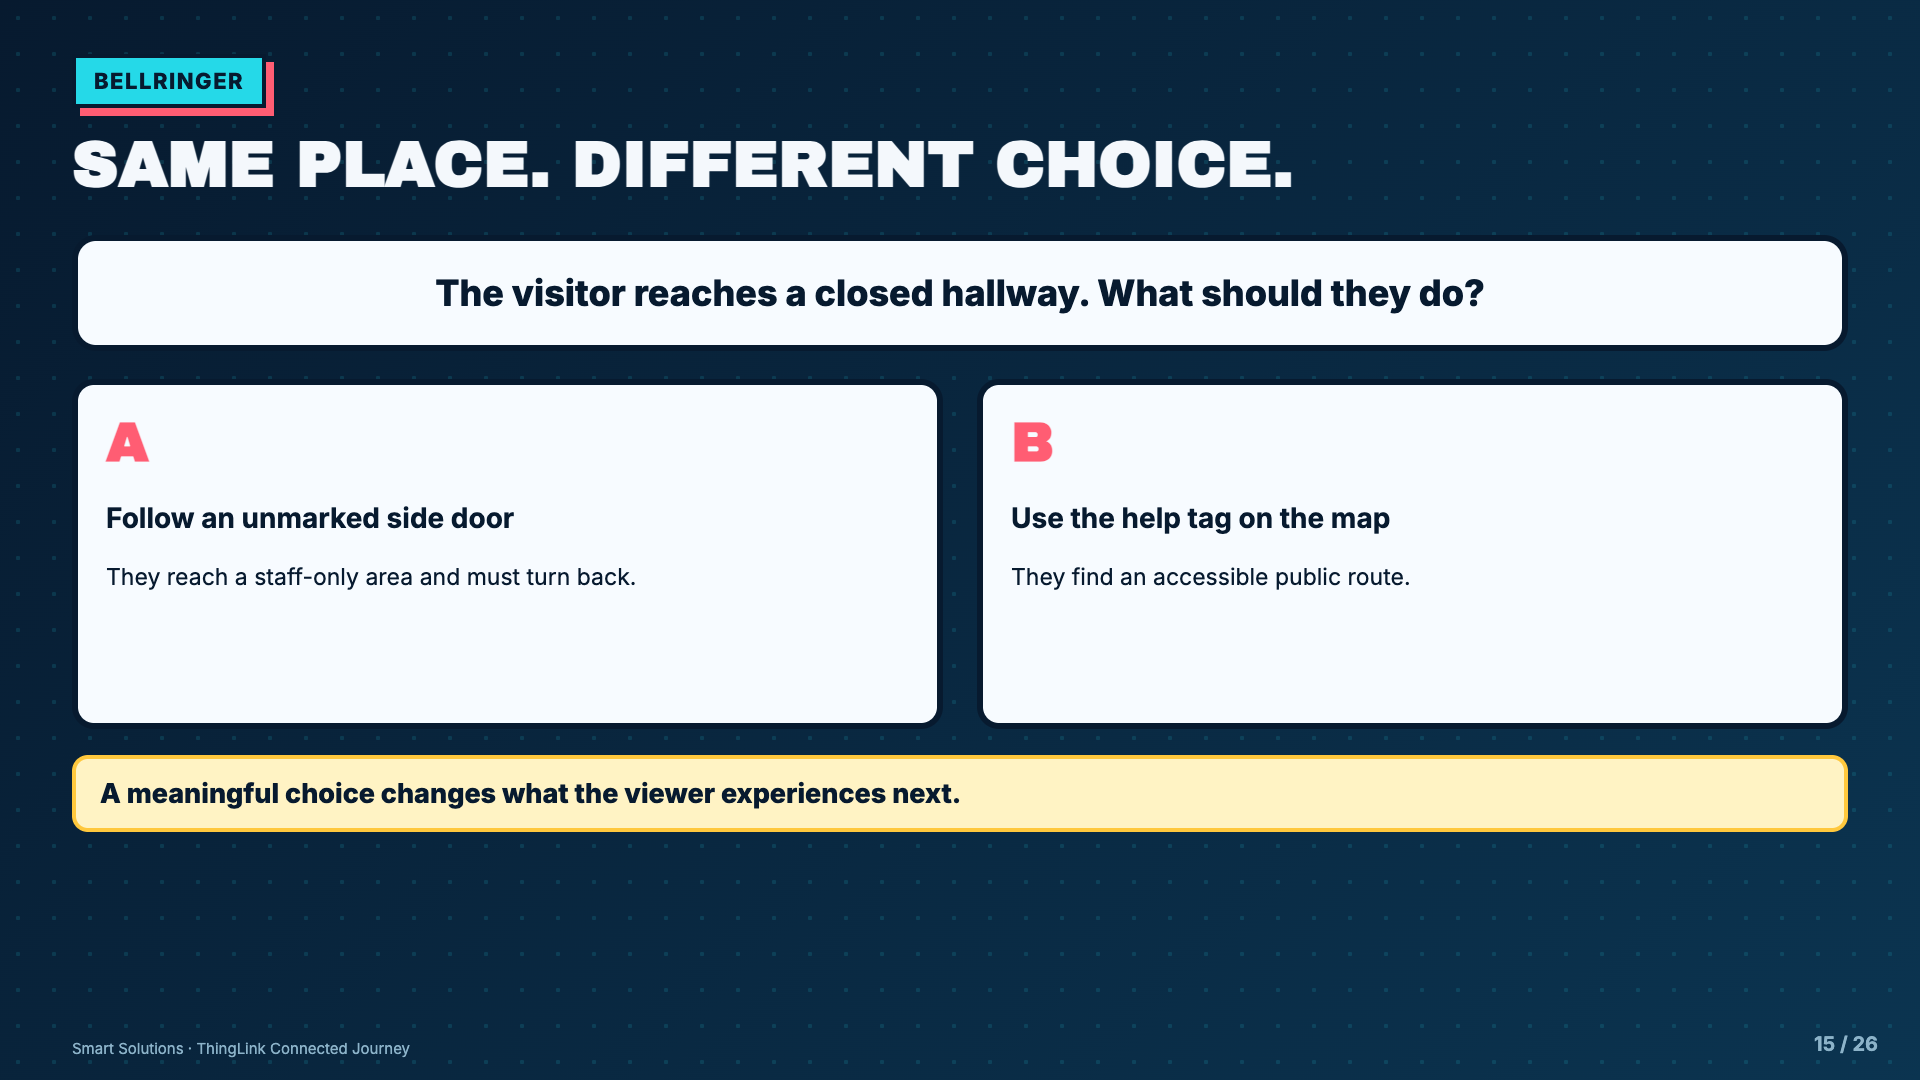 BELLRINGER
SAME PLACE. DIFFERENT CHOICE.
The visitor reaches a closed hallway. What should they do?
A
Follow an unmarked side door
They reach a staff-only area and must turn back.
B
Use the help tag on the map
They find an accessible public route.
A meaningful choice changes what the viewer experiences next.
Smart Solutions · ThingLink Connected Journey
15 / 26